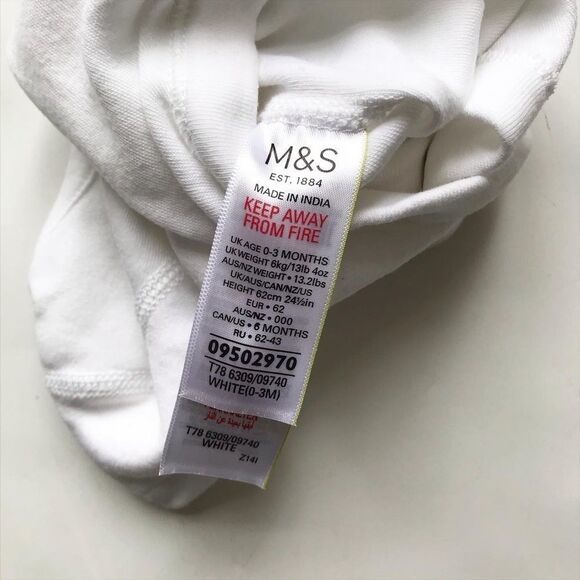 M&S
EST. 1884
MADE IN INDIA
KEEP AWAY
FROM FIRE
UK AGE 0-3 MONTHS
UK WEIGHT 6kg/13lb 4oz
AUS/NZ WEIGHT • 13.2lbs
UK/AUS/CAN/NZ/US
HEIGHT 62cm 24½in
EUR • 62
AUS/NZ • 000
CAN/US • 6 MONTHS
RU • 62-43
09502970
T78 6309/09740
WHITE(0-3M)
T78 6309/09740
WHITE
Z14I